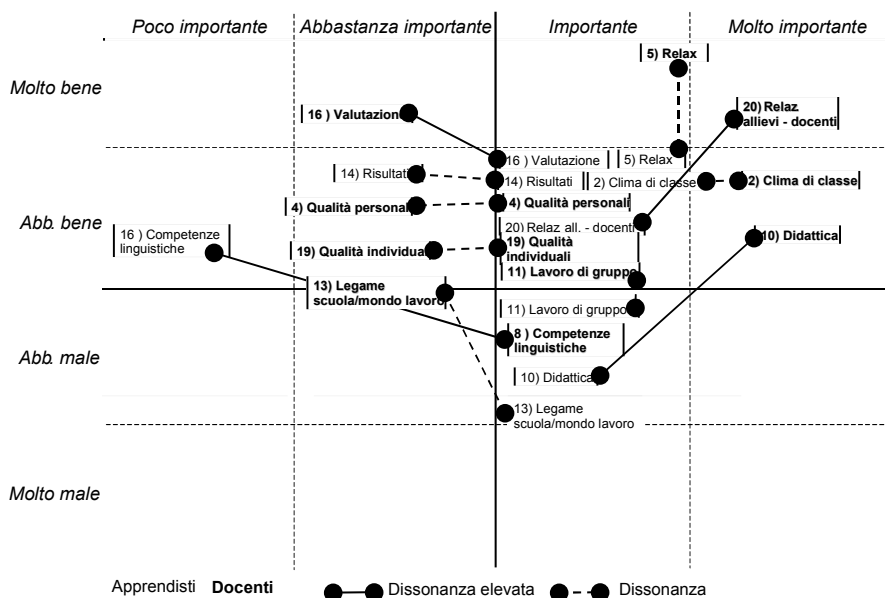 Poco importante Abbastanza importante Importante Molto importante
5) Relax
Molto bene
16 ) Valutazione
20) Relaz.
allievi - docenti
16 ) Valutazione 5) Relax
14) Risultati 14) Risultati 2) Clima di classe 2) Clima di classe
4) Qualità personali 4) Qualità personali
Abb. bene
16 ) Competenze
linguistiche
20) Relaz all. - docenti
19) Qualità individuali 19) Qualità
individuali
10) Didattica
11) Lavoro di gruppo
13) Legame
scuola/mondo lavoro
11) Lavoro di gruppo
8 ) Competenze
linguistiche
Abb. male
10) Didattica
13) Legame
scuola/mondo lavoro
Molto male
Apprendisti Docenti Dissonanza elevata Dissonanza